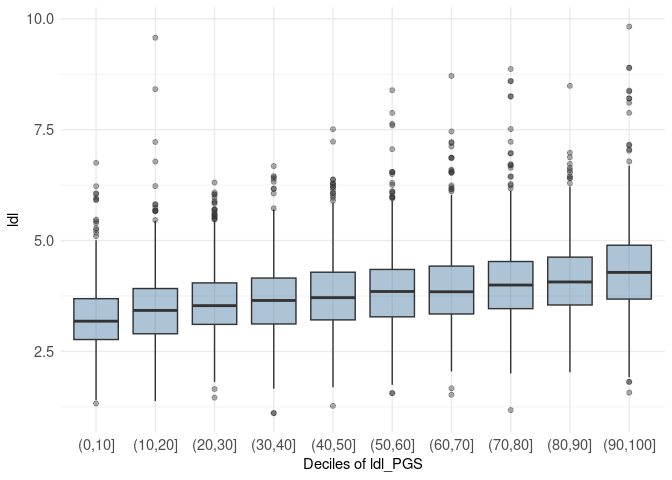 10.0
7.5
5.0
2.5
ldl
(0,10] (10,20] (20,30] (30,40] (40,50] (50,60] (60,70] (70,80] (80,90] (90,100]
Deciles of ldl_PGS